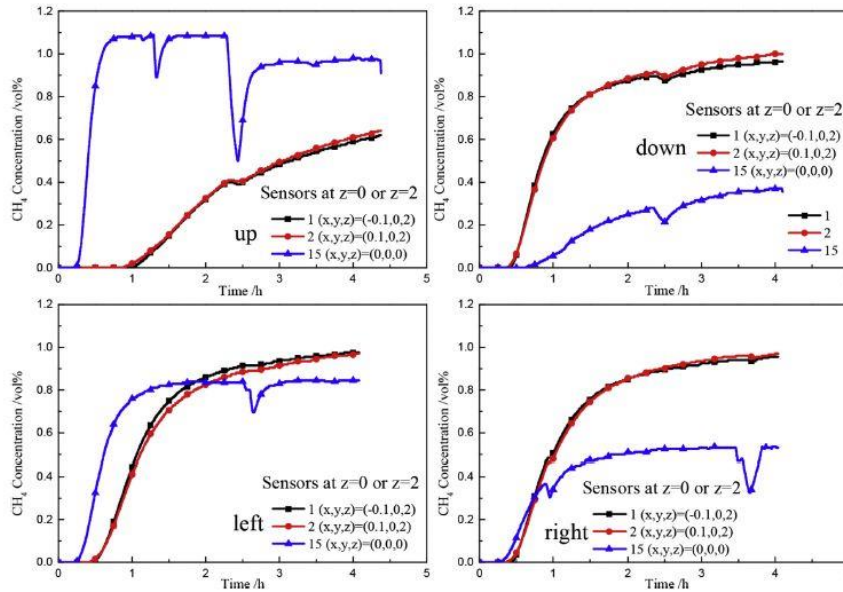 CH4 Concentration /vol%
1.2
1.0
0.8
0.6
0.4
0.2
0.0
Sensors at z=0 or z=2
1 (x,y,z)=(-0.1,0,2)
2 (x,y,z)=(0.1,0,2)
15 (x,y,z)=(0,0,0)
up
0 1 2 3 4 5
Time /h
CH4 Concentration /vol%
1.2
1.0
0.8
0.6
0.4
0.2
0.0
Sensors at z=0 or z=2
1 (x,y,z)=(-0.1,0,2)
2 (x,y,z)=(0.1,0,2)
15 (x,y,z)=(0,0,0)
down
1
2
15
0 1 2 3 4
Time /h
CH4 Concentration /vol%
1.2
1.0
0.8
0.6
0.4
0.2
0.0
Sensors at z=0 or z=2
1 (x,y,z)=(-0.1,0,2)
2 (x,y,z)=(0.1,0,2)
15 (x,y,z)=(0,0,0)
left
0 1 2 3 4 5
Time /h
CH4 Concentration /vol%
1.2
1.0
0.8
0.6
0.4
0.2
0.0
Sensors at z=0 or z=2
1 (x,y,z)=(-0.1,0,2)
2 (x,y,z)=(0.1,0,2)
15 (x,y,z)=(0,0,0)
right
0 1 2 3 4
Time /h